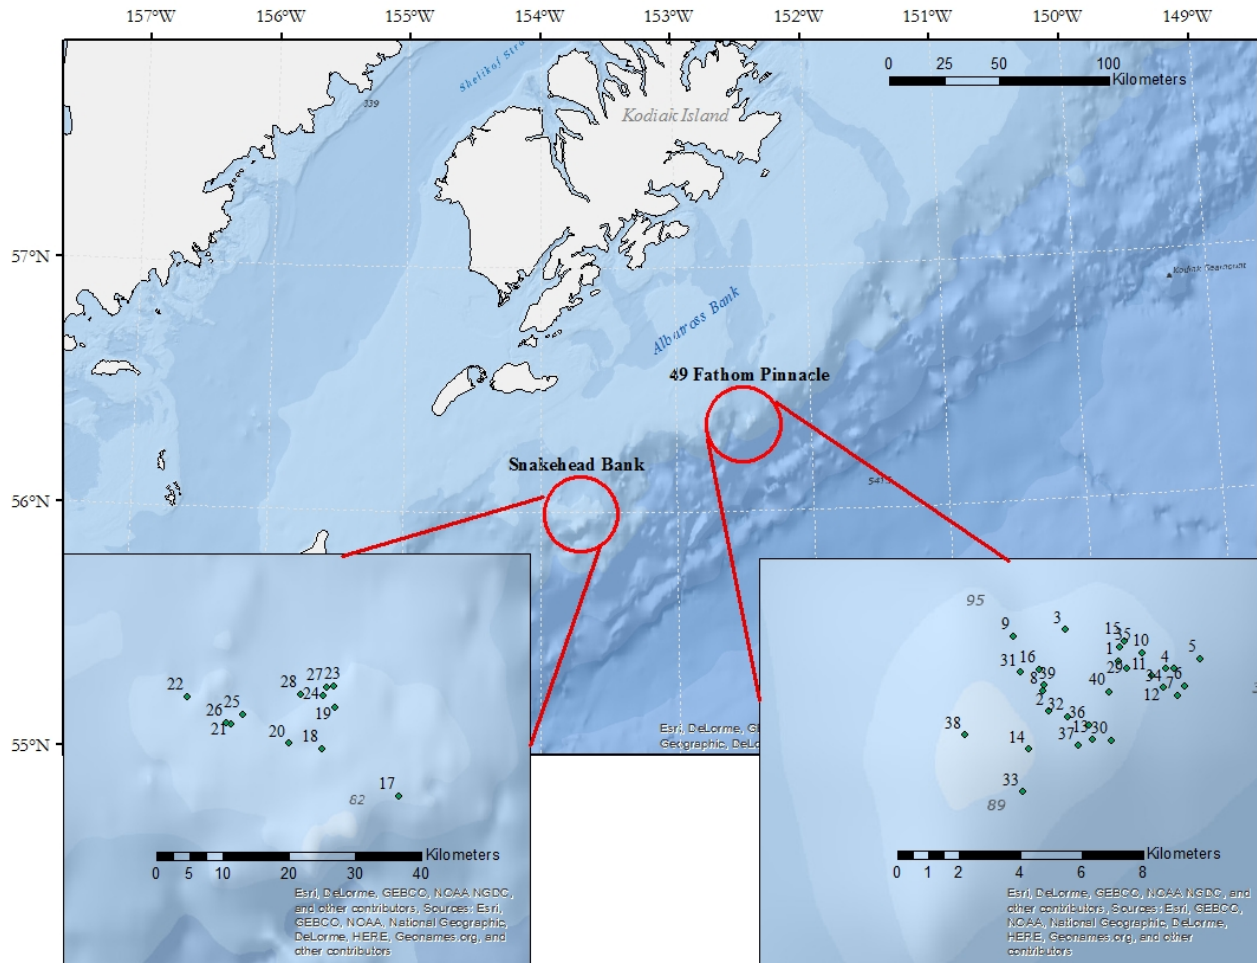 157°W 156°W 155°W 154°W 153°W 152°W 151°W 150°W 149°W
0 25 50 100
Kilometers
339
Kodiak Island
57°N
Kodiak Seamount
Albatross Bank
49 Fathom Pinnacle
Snakehead Bank
56°N
55°N
Esri, DeLorme, GE
Geographic, DeLo
22
25
26
21
28
27
23
24
19
20
18
17
82
0 5 10 20 30 40
Kilometers
Esri, DeLorme, GEBCO, NOAA NGDC,
and other contributors, Sources: Esri,
GEBCO, NOAA, National Geographic,
DeLorme, HERE, Geonames.org, and
other contributors
95
9
3
15
35
1
10
5
31
16
39
8
29
11
4
6
34
7
12
40
2
32
36
13
30
37
38
14
33
89
0 1 2 4 6 8
Kilometers
Esri, DeLorme, GEBCO, NOAA NGDC, and
other contributors, Sources: Esri, GEBCO,
NOAA, National Geographic, DeLorme,
HERE, Geonames.org, and other
contributors